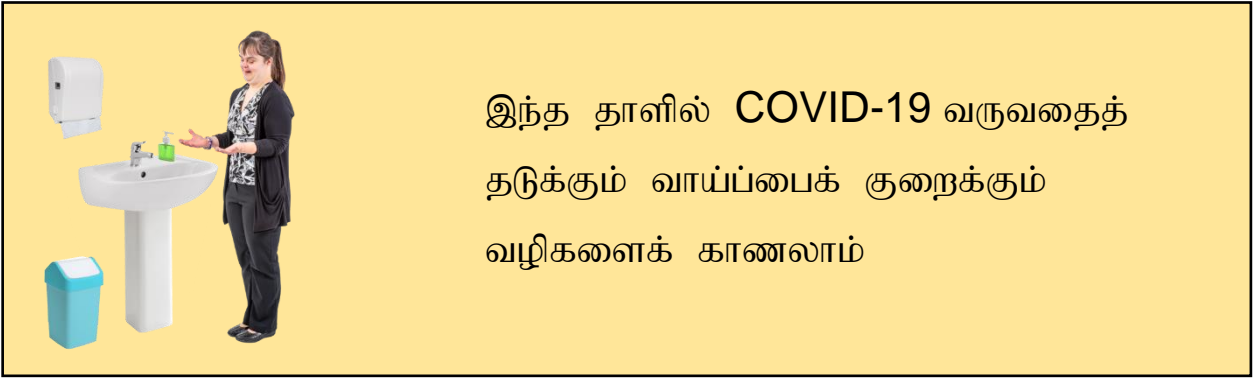 இந்த தாளில் COVID-19 வருவதைத்
தடுக்கும் வாய்ப்பைக் குறைக்கும்
வழிகளைக் காணலாம்